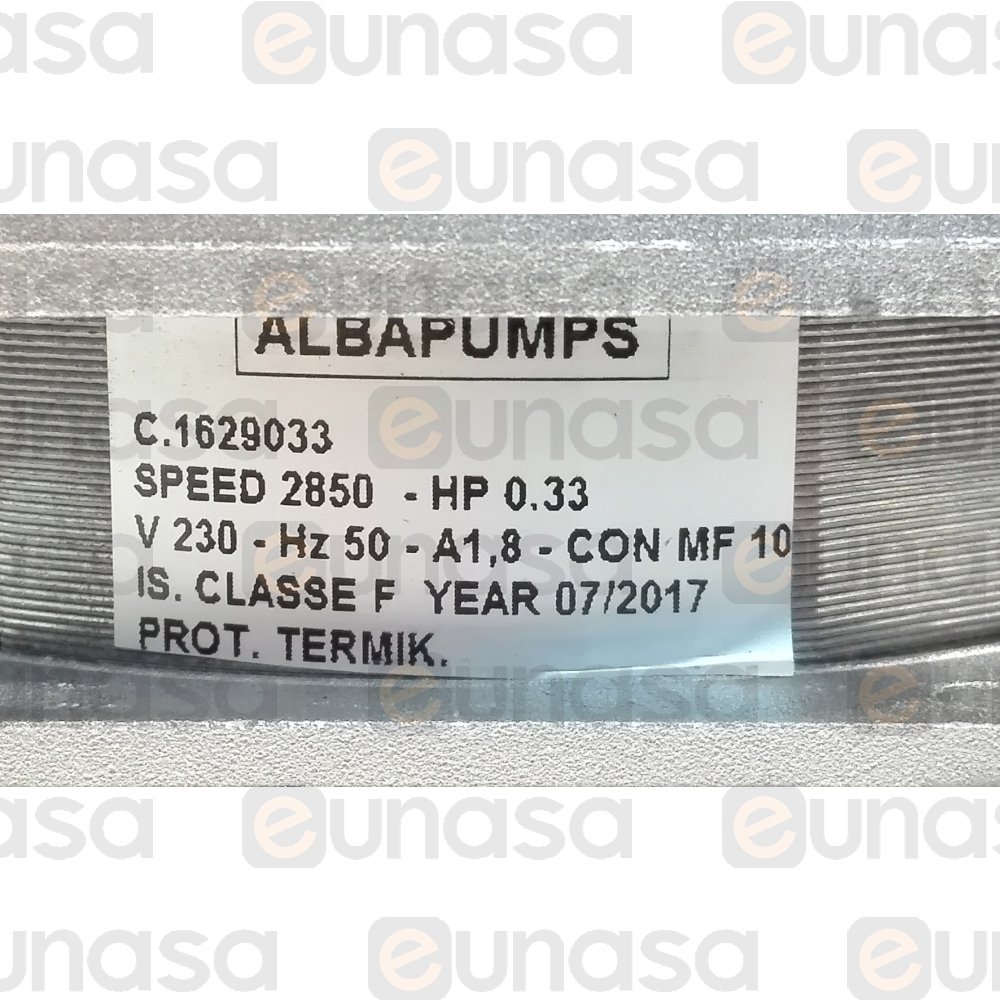 eunasa
ALBAPUMPS
C.1629033
SPEED 2850 - HP 0.33
V 230 - Hz 50 - A1,8 - CON MF 10
IS. CLASSE F YEAR 07/2017
PROT. TERMIK.